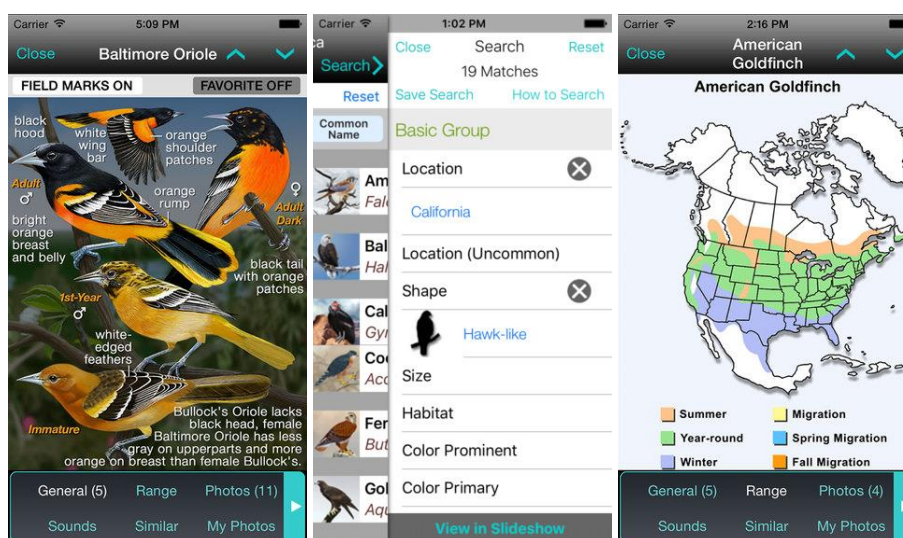 Carrier 5:09 PM
Close Baltimore Oriole
FIELD MARKS ON FAVORITE OFF
black
hood
white
wing
bar
orange
shoulder
patches
Adult
♂
orange
rump
♀
Adult
Dark
bright
orange
breast
and belly
black tail
with orange
patches
1st-Year
♂
white-
edged
feathers
Immature
Bullock's Oriole lacks
black head, female
Baltimore Oriole has less
gray on upperparts and more
orange on breast than female Bullock's.
General (5) Range Photos (11)
Sounds Similar My Photos
Carrier 1:02 PM
ca
Search
Reset
Common
Name
Am
Fal
Bal
Hal
Cal
Gy
Co
Acc
Fer
But
Gol
Aqu
Close Search Reset
19 Matches
Save Search How to Search
Basic Group
Location
California
Location (Uncommon)
Shape
Hawk-like
Size
Habitat
Color Prominent
Color Primary
View in Slideshow
Carrier 2:16 PM
Close American
Goldfinch
American Goldfinch
Summer Migration
Year-round Spring Migration
Winter Fall Migration
General (5) Range Photos (4)
Sounds Similar My Photos